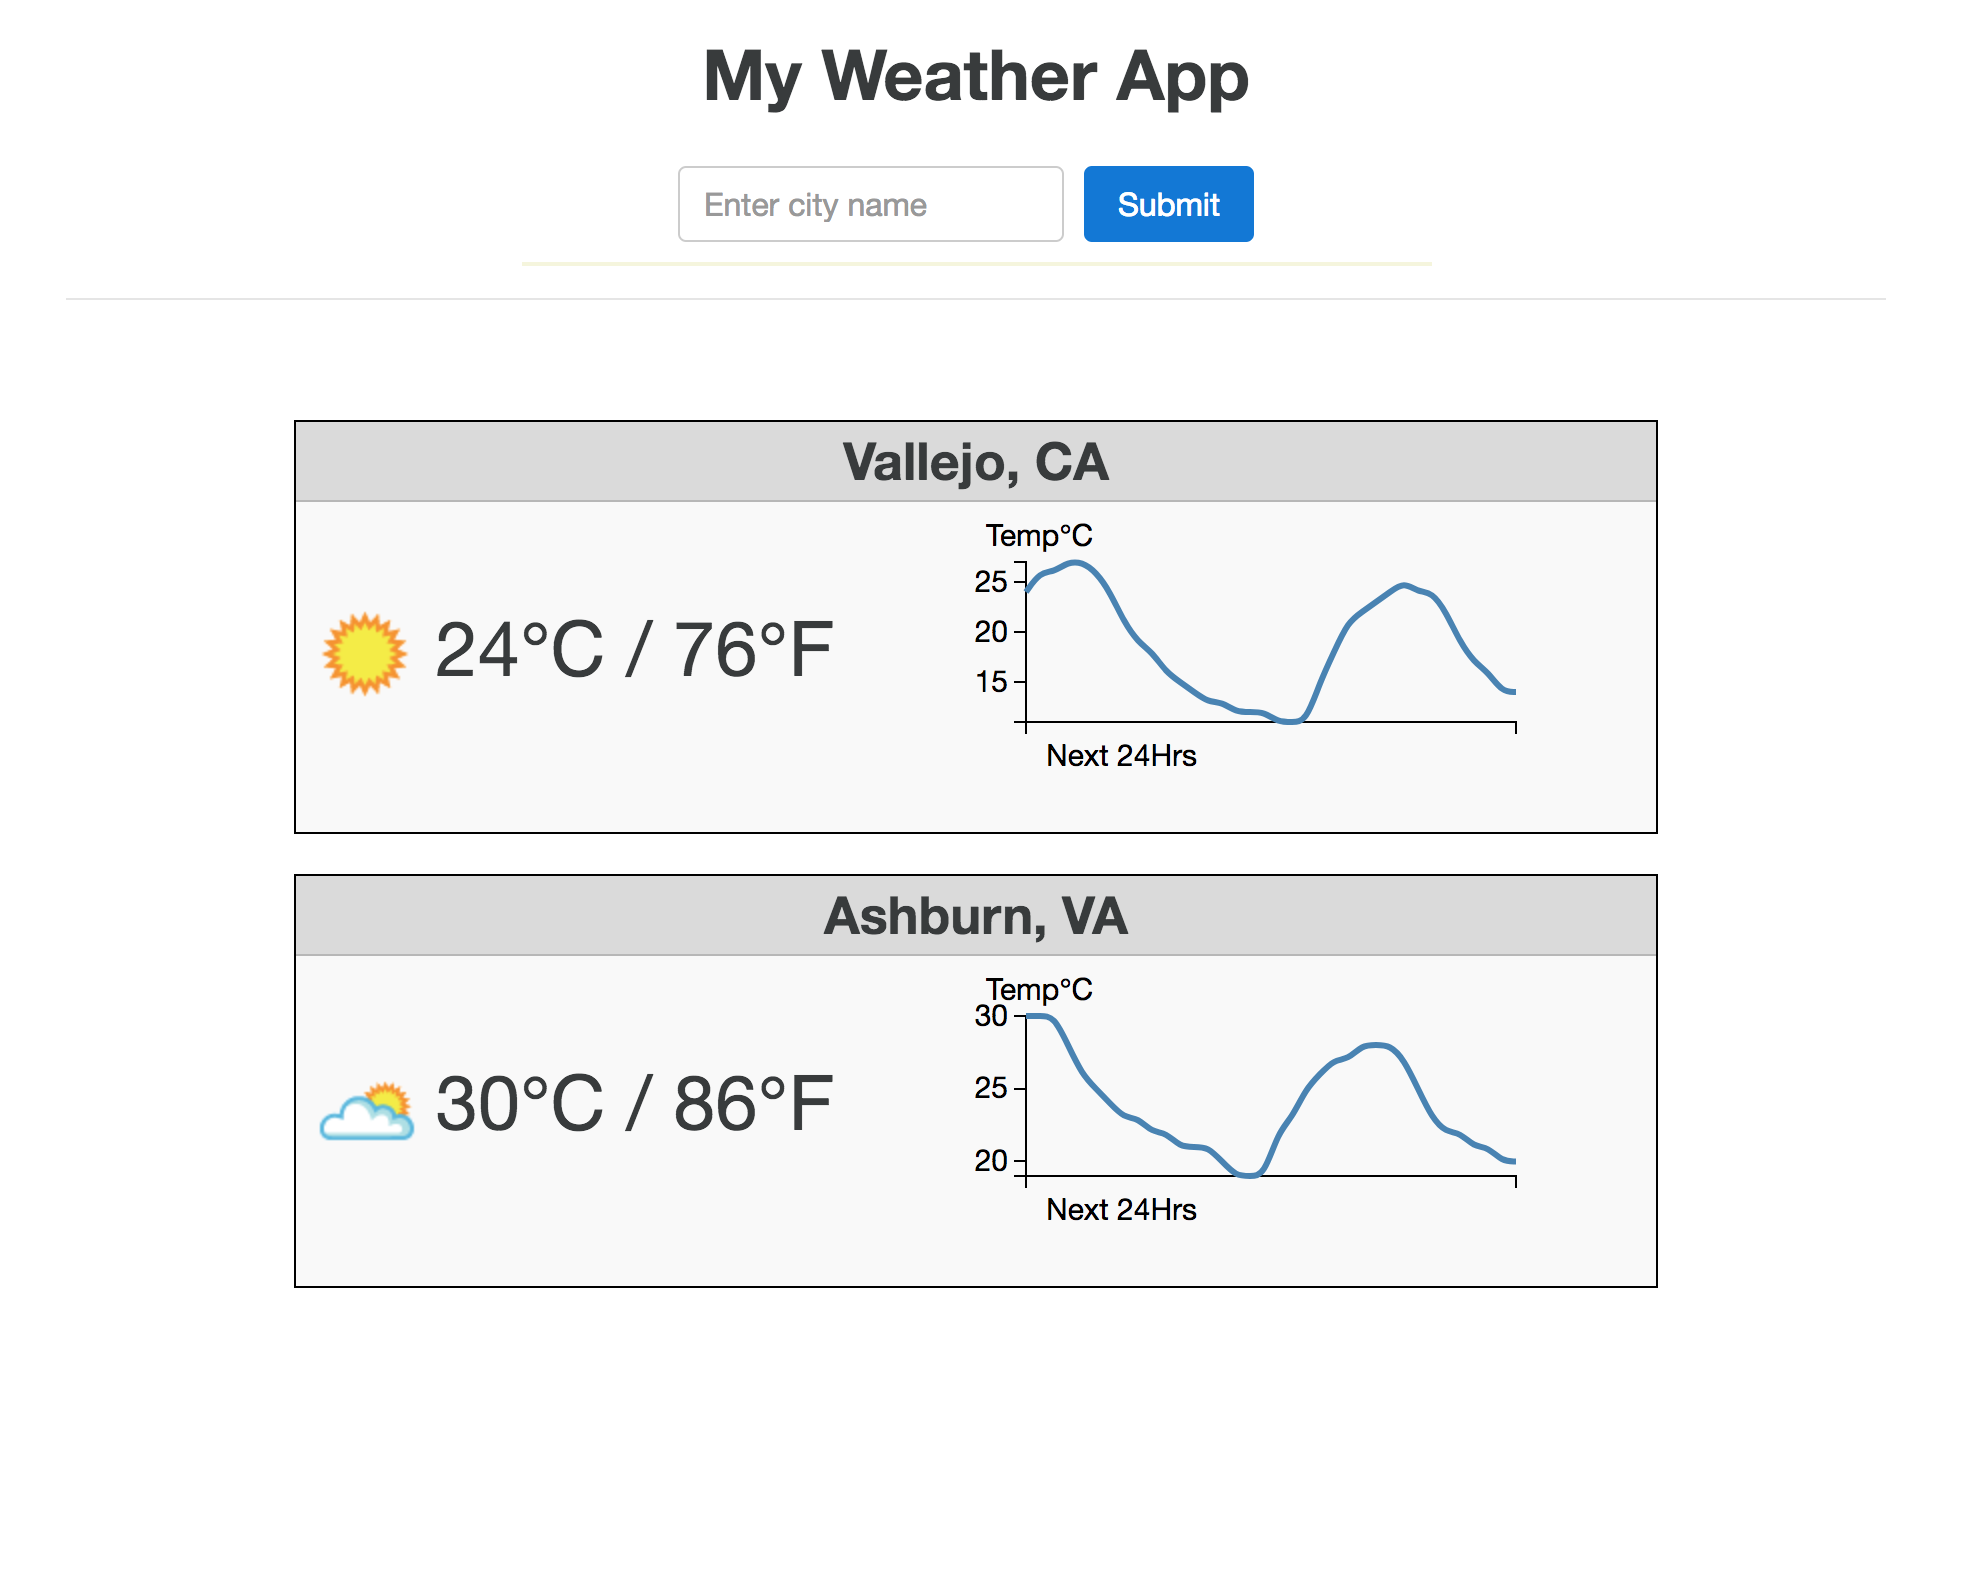 My Weather App
Enter city name
Submit
Vallejo, CA
24°C / 76°F
Temp°C
25
20
15
Next 24Hrs
Ashburn, VA
30°C / 86°F
Temp°C
30
25
20
Next 24Hrs